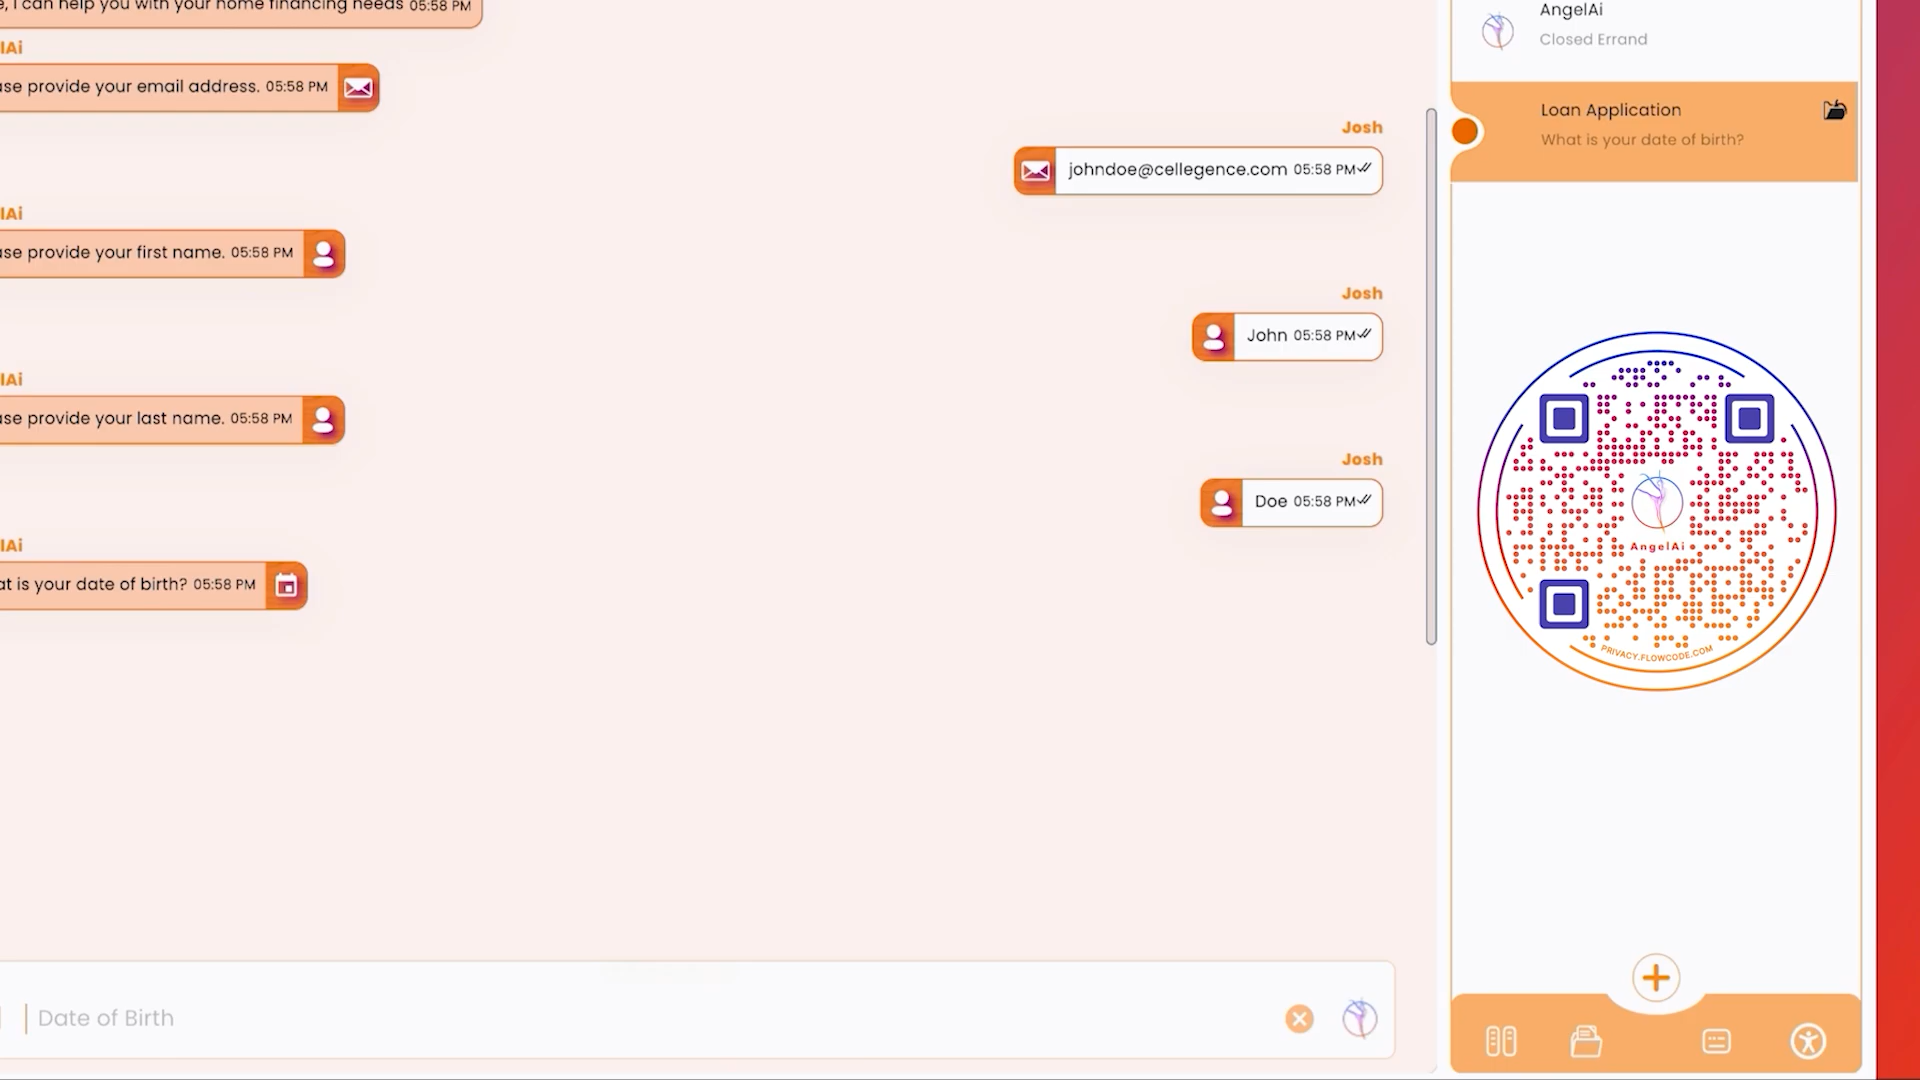 , I can help you with your home financing needs 05:58 PM
lAi
ase provide your email address. 05:58 PM
Josh
johndoe@cellegence.com 05:58 PM
lAi
ase provide your first name. 05:58 PM
Josh
John 05:58 PM
lAi
ase provide your last name. 05:58 PM
Josh
Doe 05:58 PM
lAi
at is your date of birth? 05:58 PM
Date of Birth
AngelAi
Closed Errand
Loan Application
What is your date of birth?
AngelAi
PRIVACY.FLOWCODE.COM